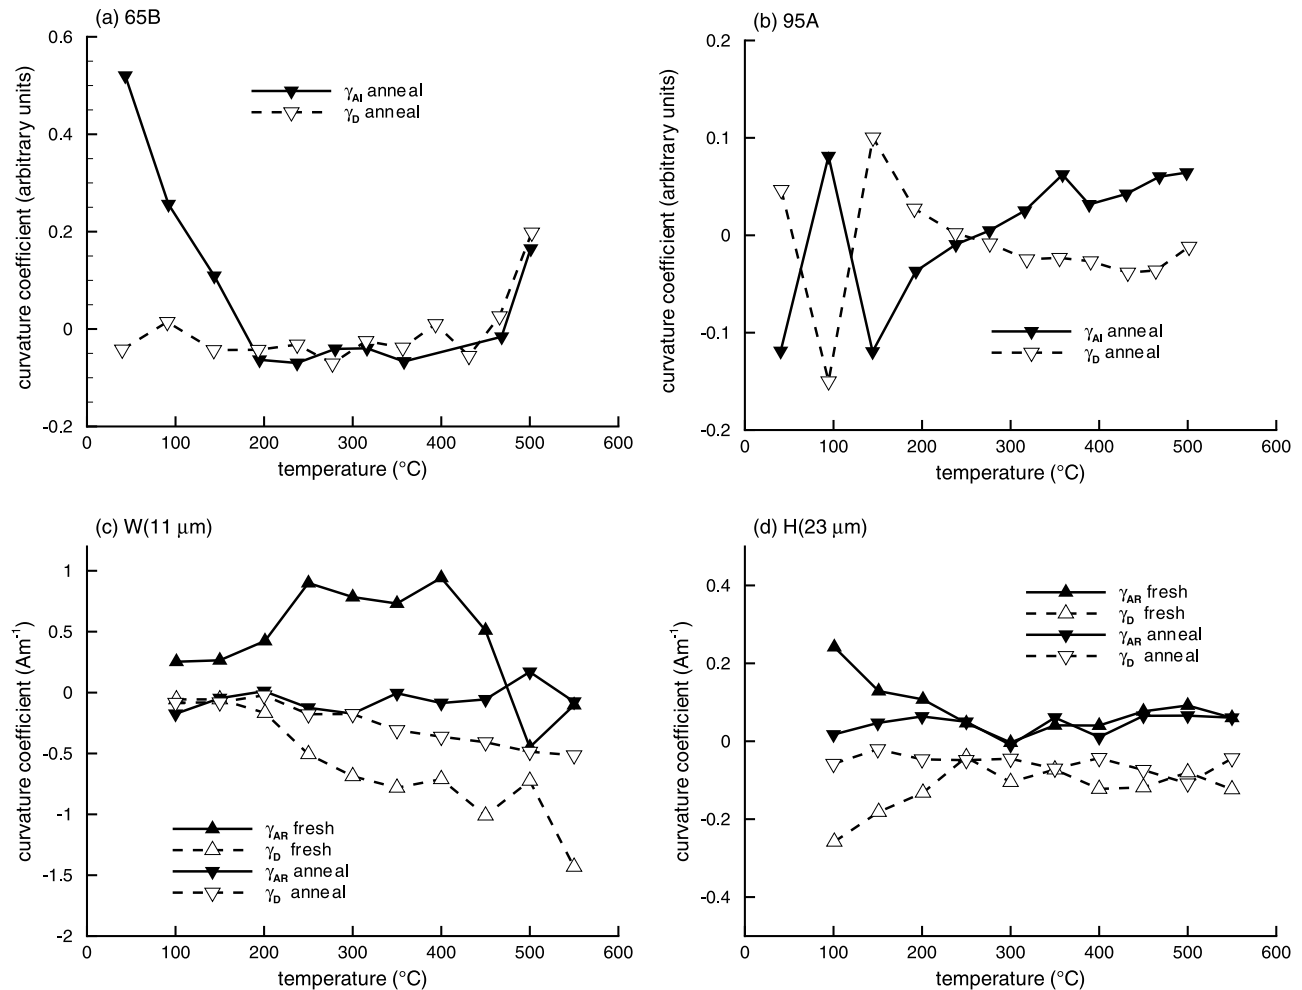 (a) 65B
0.6
0.4
0.2
0
-0.2
curvature coefficient (arbitrary units)
γAI anneal
γD anneal
0 100 200 300 400 500 600
temperature (°C)
(b) 95A
0.2
0.1
0
-0.1
-0.2
curvature coefficient (arbitrary units)
γAI anneal
γD anneal
0 100 200 300 400 500 600
temperature (°C)
(c) W(11 μm)
1
0.5
0
-0.5
-1
-1.5
-2
curvature coefficient (Am⁻¹)
γAR fresh
γD fresh
γAR anneal
γD anneal
0 100 200 300 400 500 600
temperature (°C)
(d) H(23 μm)
0.4
0.2
0
-0.2
-0.4
curvature coefficient (Am⁻¹)
γAR fresh
γD fresh
γAR anneal
γD anneal
0 100 200 300 400 500 600
temperature (°C)